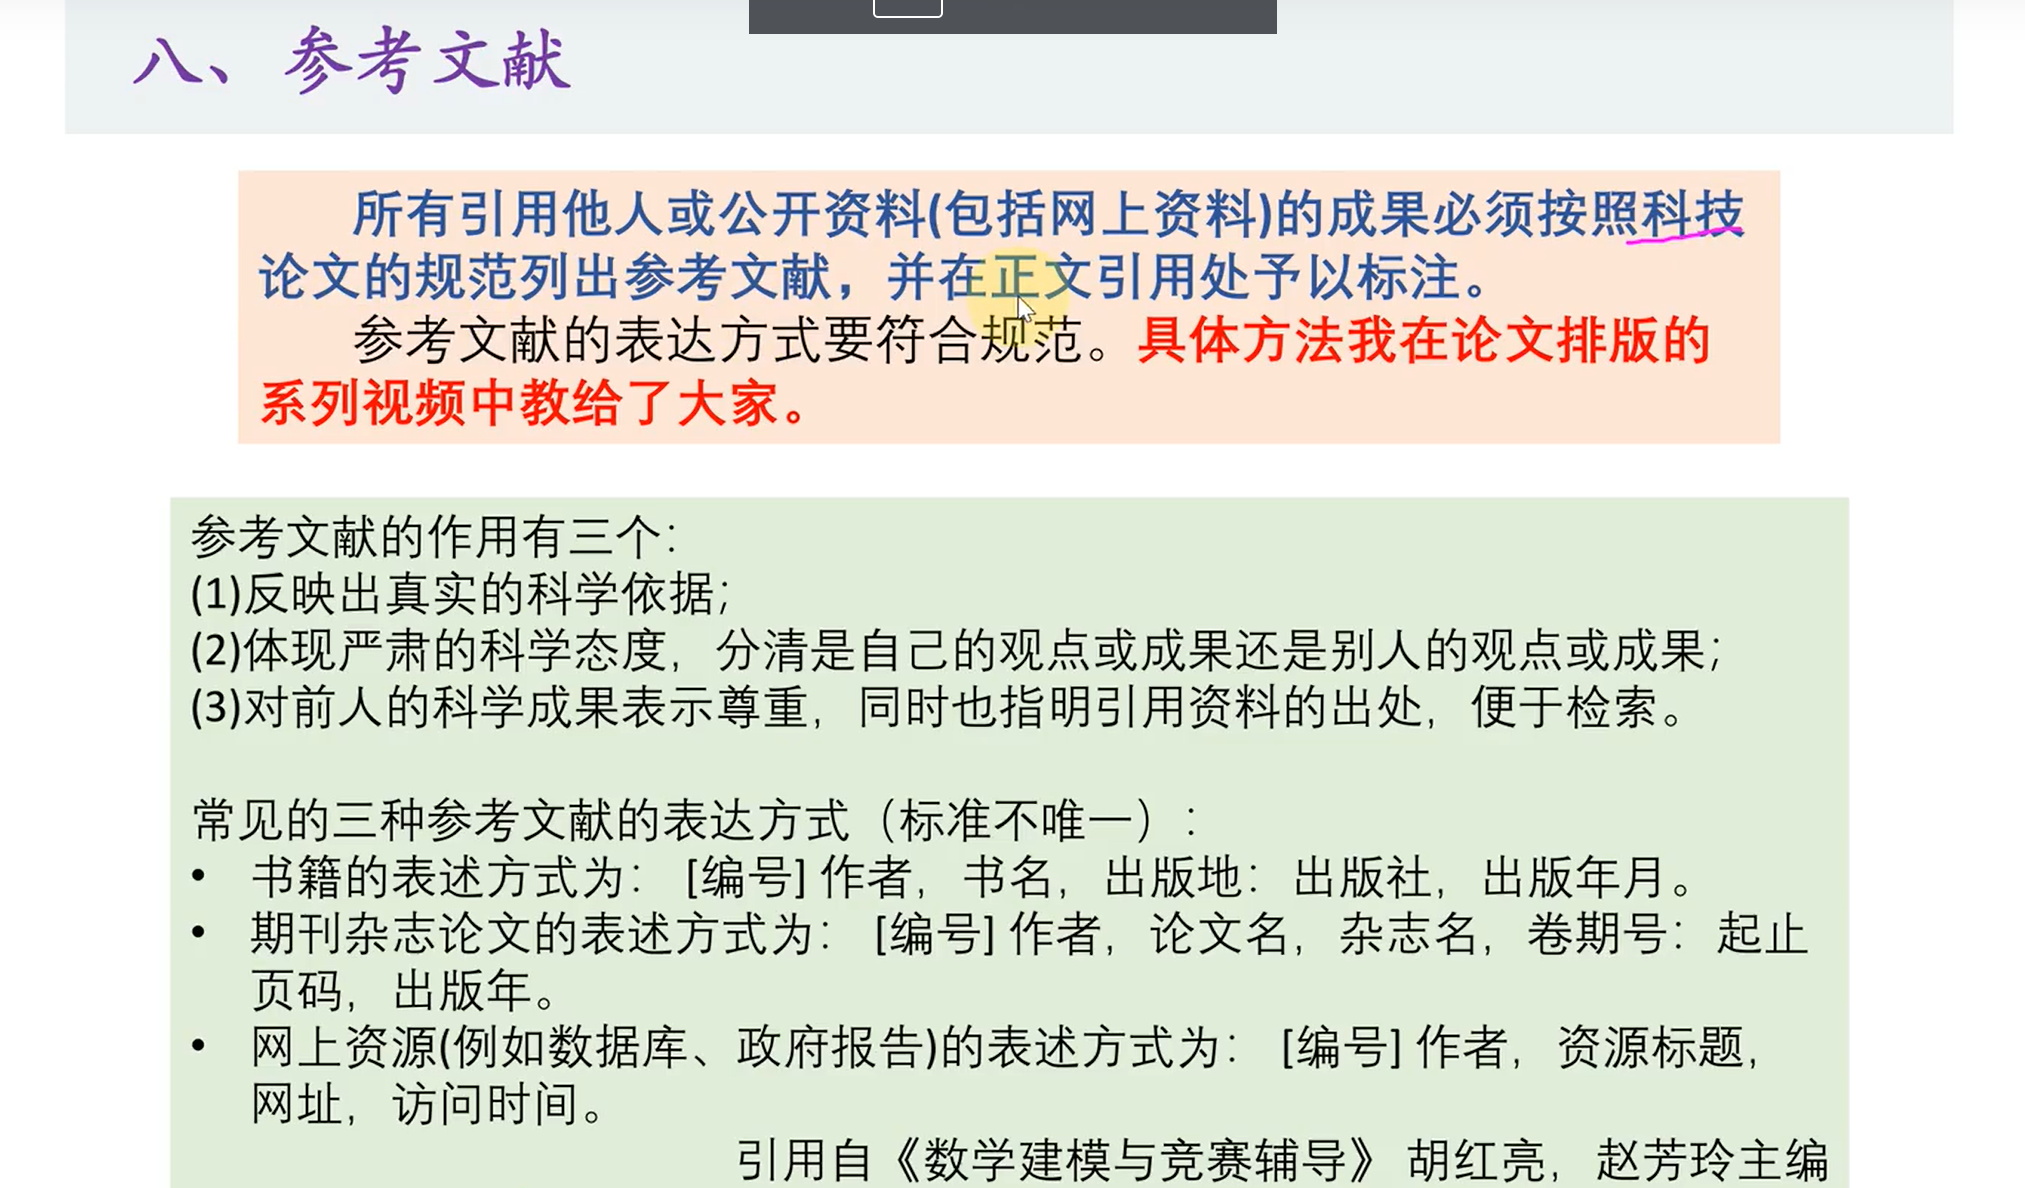 八、参考文献
所有引用他人或公开资料(包括网上资料)的成果必须按照科技
论文的规范列出参考文献，并在正文引用处予以标注。
参考文献的表达方式要符合规范。具体方法我在论文排版的
系列视频中教给了大家。
参考文献的作用有三个：
(1)反映出真实的科学依据；
(2)体现严肃的科学态度，分清是自己的观点或成果还是别人的观点或成果；
(3)对前人的科学成果表示尊重，同时也指明引用资料的出处，便于检索。
常见的三种参考文献的表达方式（标准不唯一）：
• 书籍的表述方式为： [编号] 作者，书名，出版地：出版社，出版年月。
• 期刊杂志论文的表述方式为： [编号] 作者，论文名，杂志名，卷期号：起止
页码，出版年。
• 网上资源(例如数据库、政府报告)的表述方式为： [编号] 作者，资源标题，
网址，访问时间。
引用自《数学建模与竞赛辅导》 胡红亮，赵芳玲主编